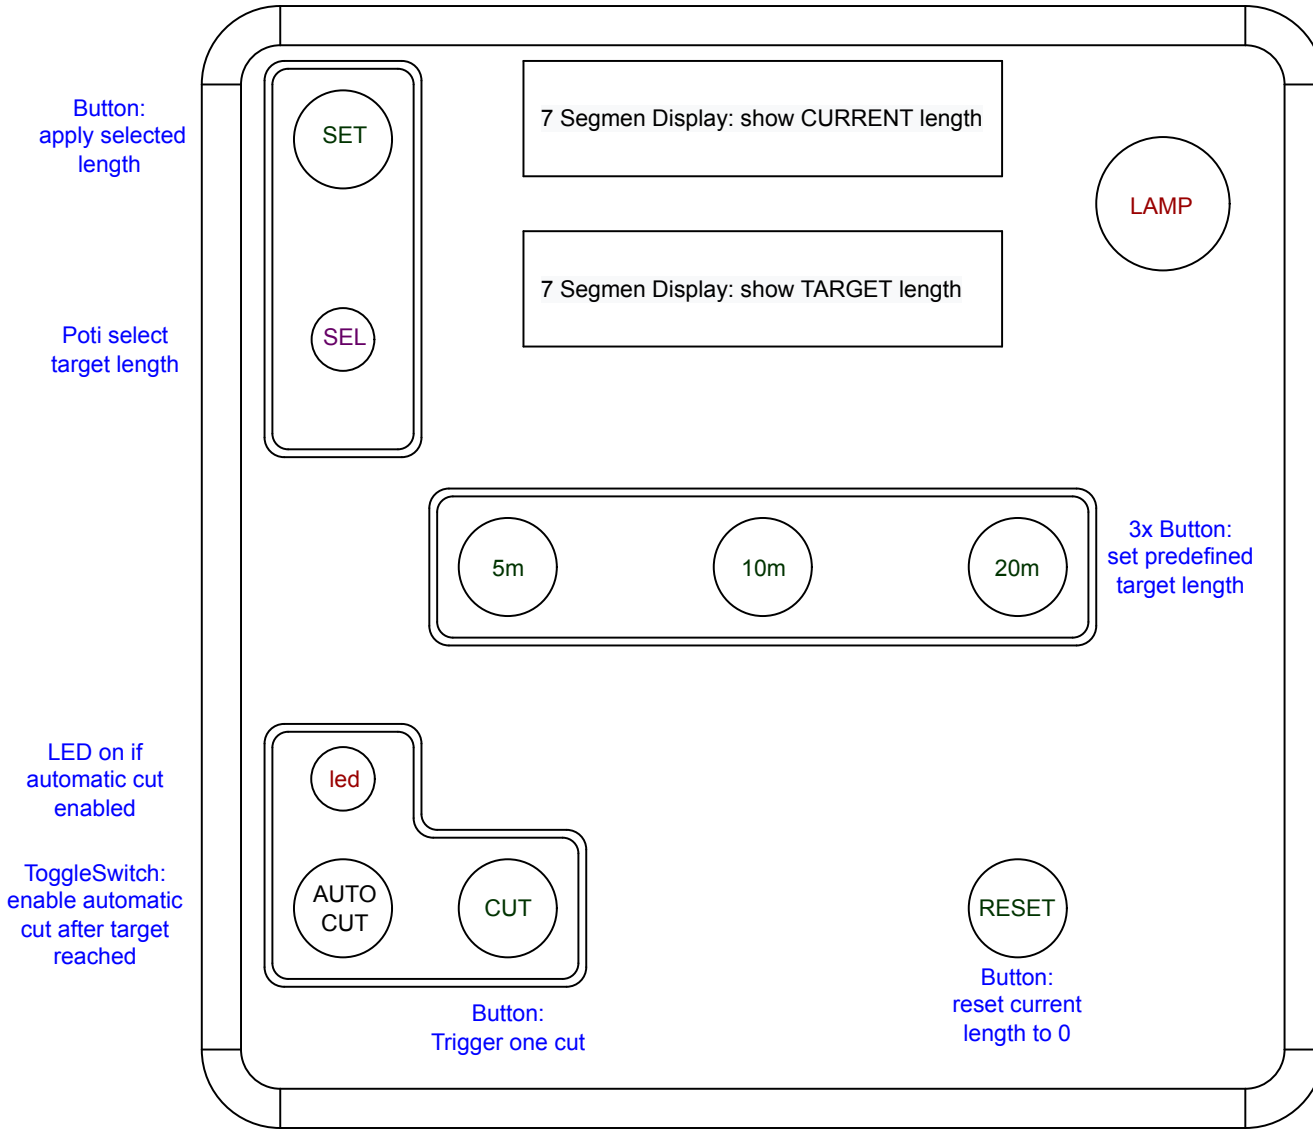 Button:
apply selected
length
SET
7 Segmen Display: show CURRENT length
LAMP
7 Segmen Display: show TARGET length
Poti select
target length
SEL
5m
10m
20m
3x Button:
set predefined
target length
LED on if
automatic cut
enabled
led
ToggleSwitch:
enable automatic
cut after target
reached
AUTO
CUT
CUT
RESET
Button:
Trigger one cut
Button:
reset current
length to 0